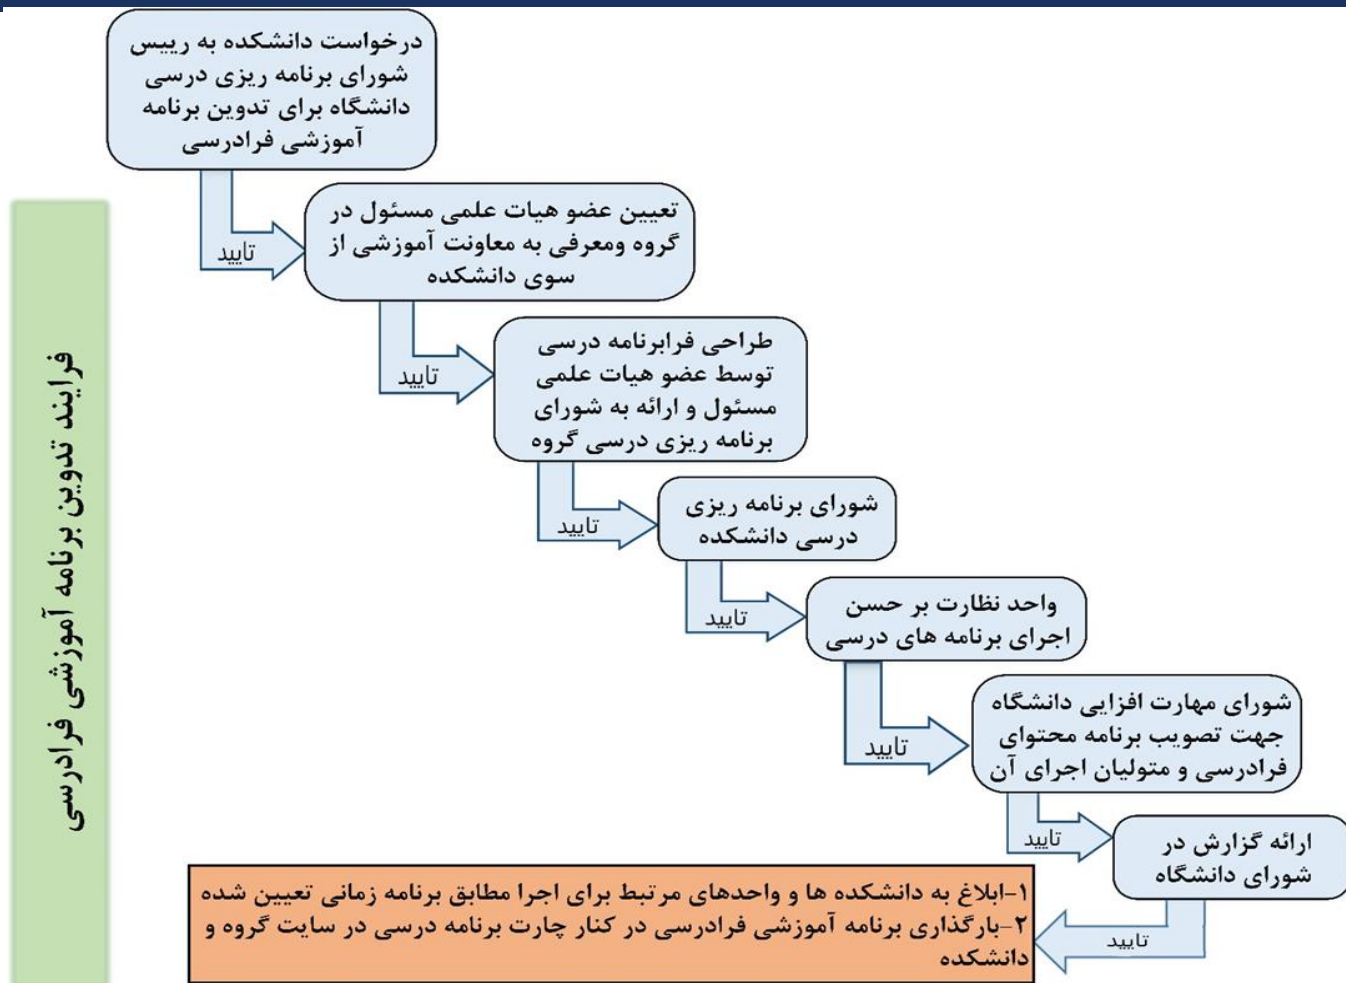 فرایند تدوین برنامه آموزشی فرادرسی
درخواست دانشکده به رییس
شورای برنامه ریزی درسی
دانشگاه برای تدوین برنامه
آموزشی فرادرسی
تایید
تعیین عضو هیات علمی مسئول در
گروه ومعرفی به معاونت آموزشی از
سوی دانشکده
تایید
طراحی فرابرنامه درسی
توسط عضو هیات علمی
مسئول و ارائه به شورای
برنامه ریزی درسی گروه
تایید
شورای برنامه ریزی
درسی دانشکده
تایید
واحد نظارت بر حسن
اجرای برنامه های درسی
تایید
شورای مهارت افزایی دانشگاه
جهت تصویب برنامه محتوای
فرادرسی و متولیان اجرای آن
تایید
ارائه گزارش در
شورای دانشگاه
تایید
۱-ابلاغ به دانشکده ها و واحدهای مرتبط برای اجرا مطابق برنامه زمانی تعیین شده
۲-بارگذاری برنامه آموزشی فرادرسی در کنار چارت برنامه درسی در سایت گروه و
دانشکده